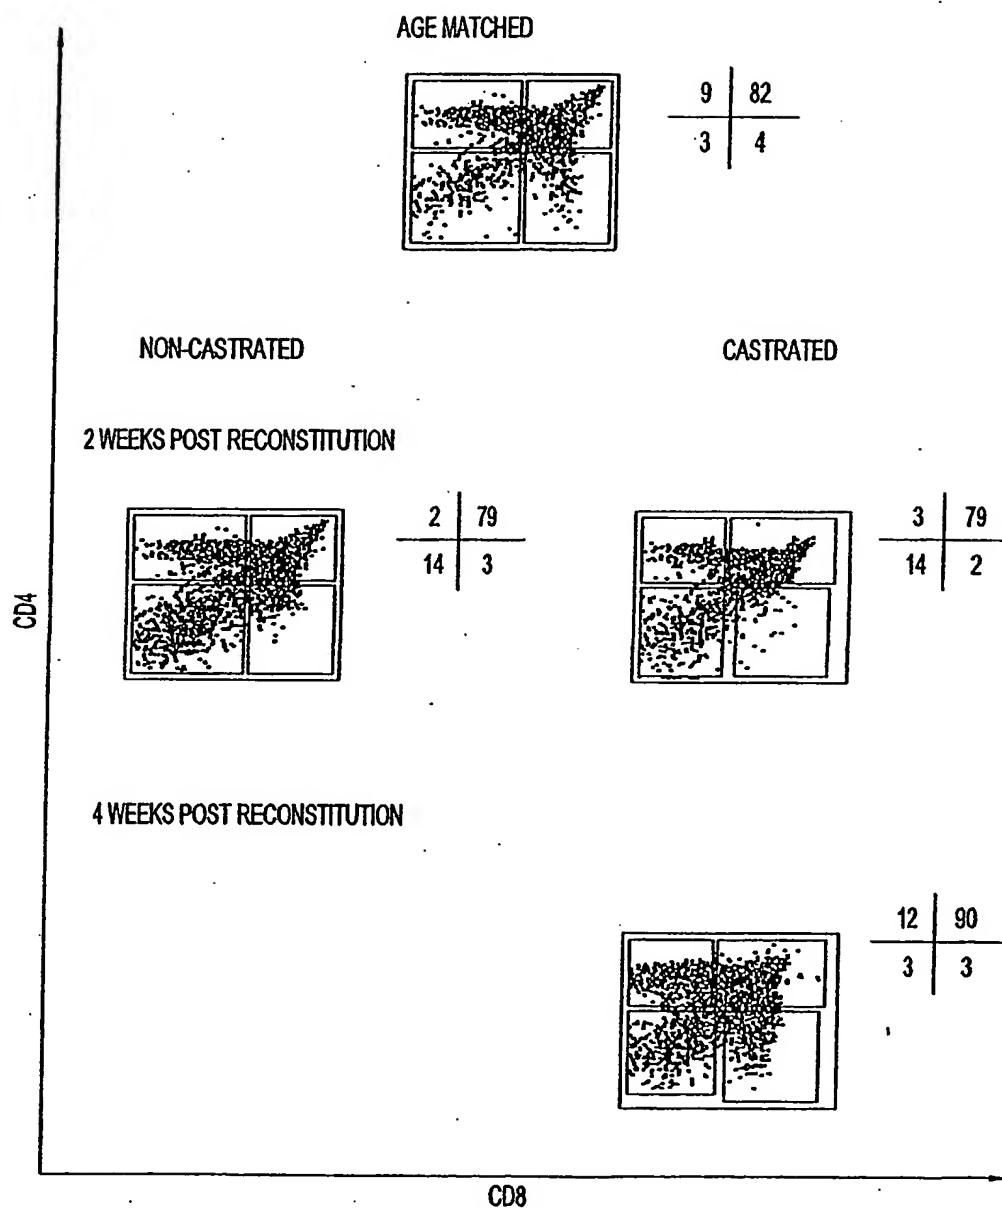 AGE MATCHED
9 82
3 4
NON-CASTRATED
CASTRATED
2 WEEKS POST RECONSTITUTION
2 79
14 3
3 79
14 2
CD4
4 WEEKS POST RECONSTITUTION
12 90
3 3
CD8